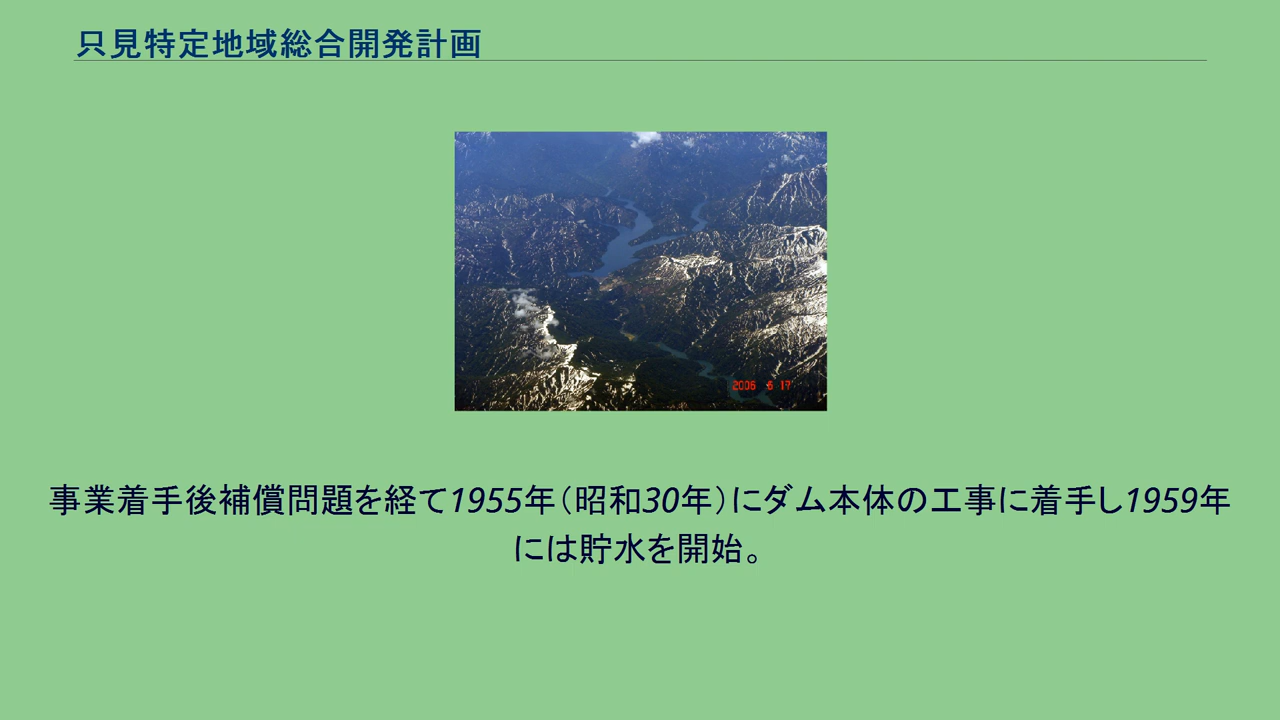 只見特定地域総合開発計画
2006 6 17
事業着手後補償問題を経て1955年（昭和30年）にダム本体の工事に着手し1959年
には貯水を開始。